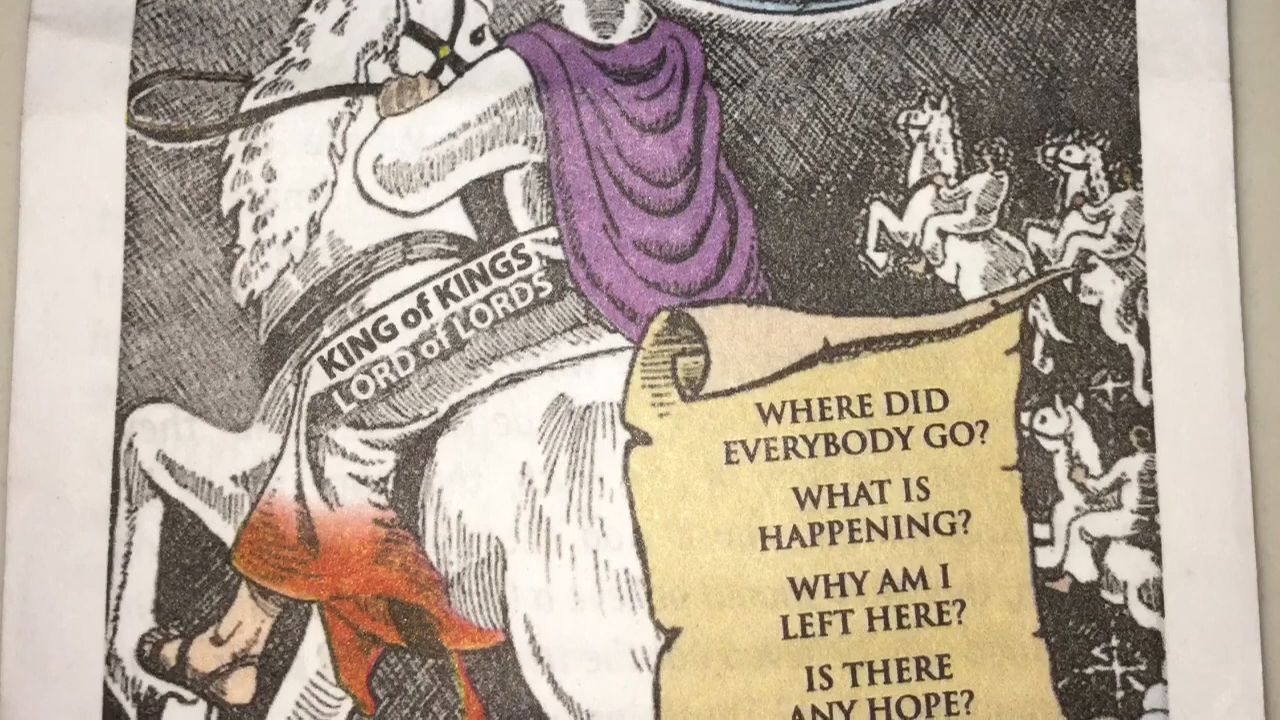 KING of KINGS
LORD of LORDS
WHERE DID
EVERYBODY GO?
WHAT IS
HAPPENING?
WHY AM I
LEFT HERE?
IS THERE
ANY HOPE?